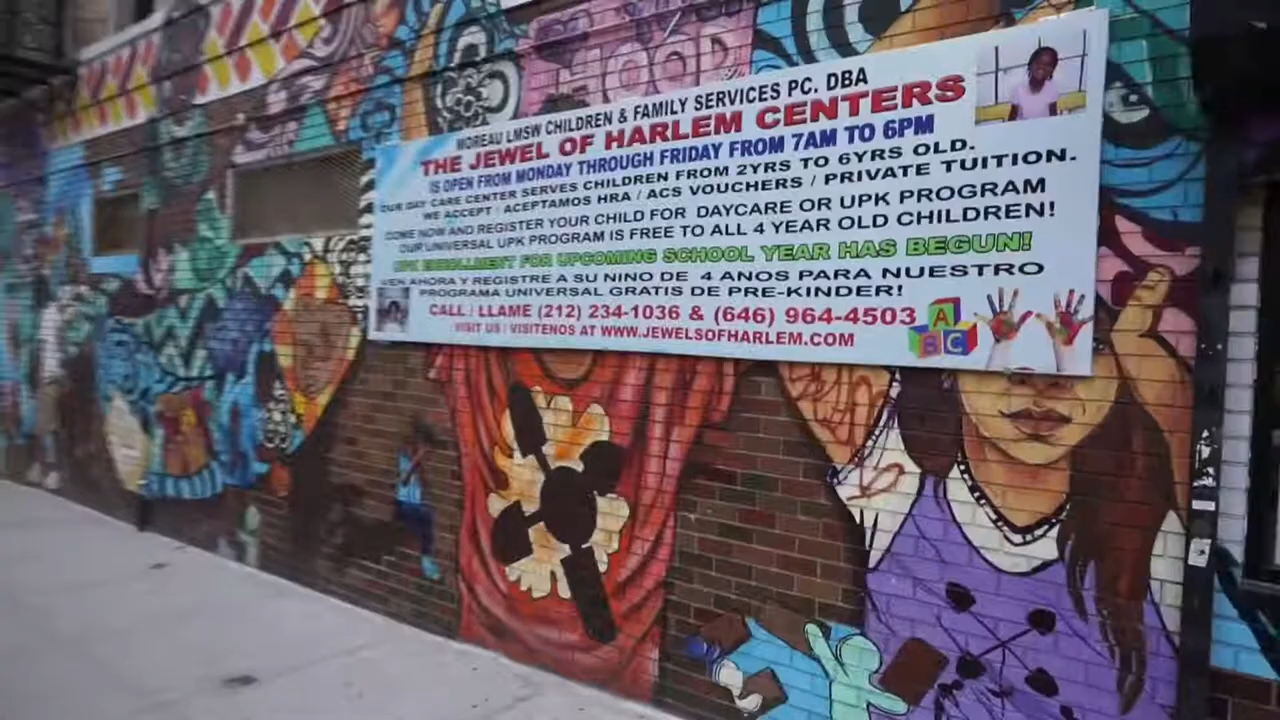 HOOD
MOREAU LMSW CHILDREN & FAMILY SERVICES PC. DBA
THE JEWEL OF HARLEM CENTERS
IS OPEN FROM MONDAY THROUGH FRIDAY FROM 7AM TO 6PM
OUR DAY CARE CENTER SERVES CHILDREN FROM 2YRS TO 6YRS OLD.
WE ACCEPT / ACEPTAMOS HRA / ACS VOUCHERS / PRIVATE TUITION.
COME NOW AND REGISTER YOUR CHILD FOR DAYCARE OR UPK PROGRAM
OUR UNIVERSAL UPK PROGRAM IS FREE TO ALL 4 YEAR OLD CHILDREN!
UPK ENROLLMENT FOR UPCOMING SCHOOL YEAR HAS BEGUN!
VEN AHORA Y REGISTRE A SU NINO DE 4 ANOS PARA NUESTRO
PROGRAMA UNIVERSAL GRATIS DE PRE-KINDER!
CALL / LLAME (212) 234-1036 & (646) 964-4503
VISIT US / VISITENOS AT WWW.JEWELSOFHARLEM.COM
A
B C